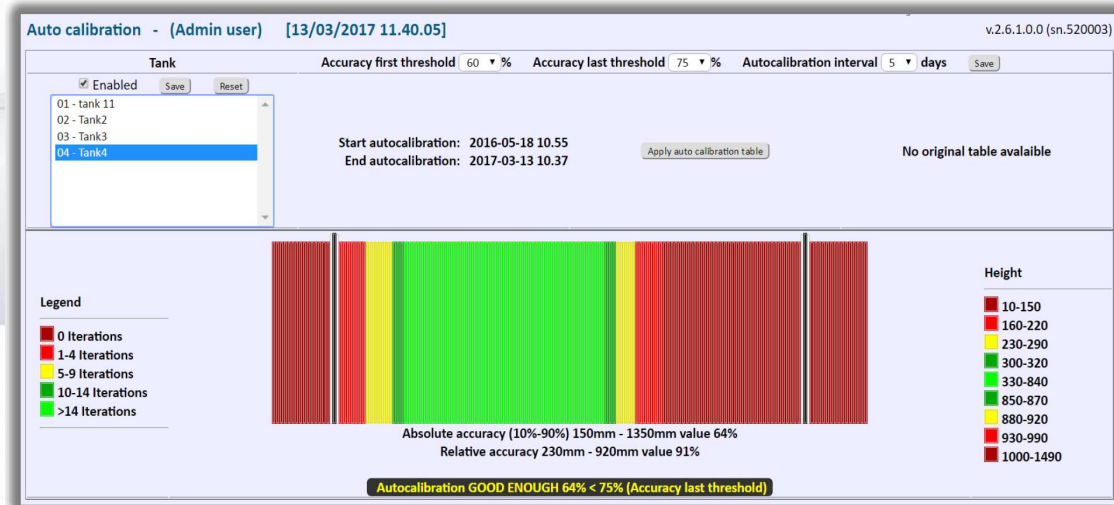 Auto calibration - (Admin user) [13/03/2017 11.40.05]
v.2.6.1.0.0 (sn.520003)
Tank
Accuracy first threshold 60 % Accuracy last threshold 75 % Autocalibration interval 5 days Save
Enabled Save Reset
01 - tank 11
02 - Tank2
03 - Tank3
04 - Tank4
Start autocalibration: 2016-05-18 10.55
End autocalibration: 2017-03-13 10.37
Apply auto calibration table
No original table avalaible
Legend
0 Iterations
1-4 Iterations
5-9 Iterations
10-14 Iterations
>14 Iterations
Height
10-150
160-220
230-290
300-320
330-840
850-870
880-920
930-990
1000-1490
Absolute accuracy (10%-90%) 150mm - 1350mm value 64%
Relative accuracy 230mm - 920mm value 91%
Autocalibration GOOD ENOUGH 64% < 75% (Accuracy last threshold)